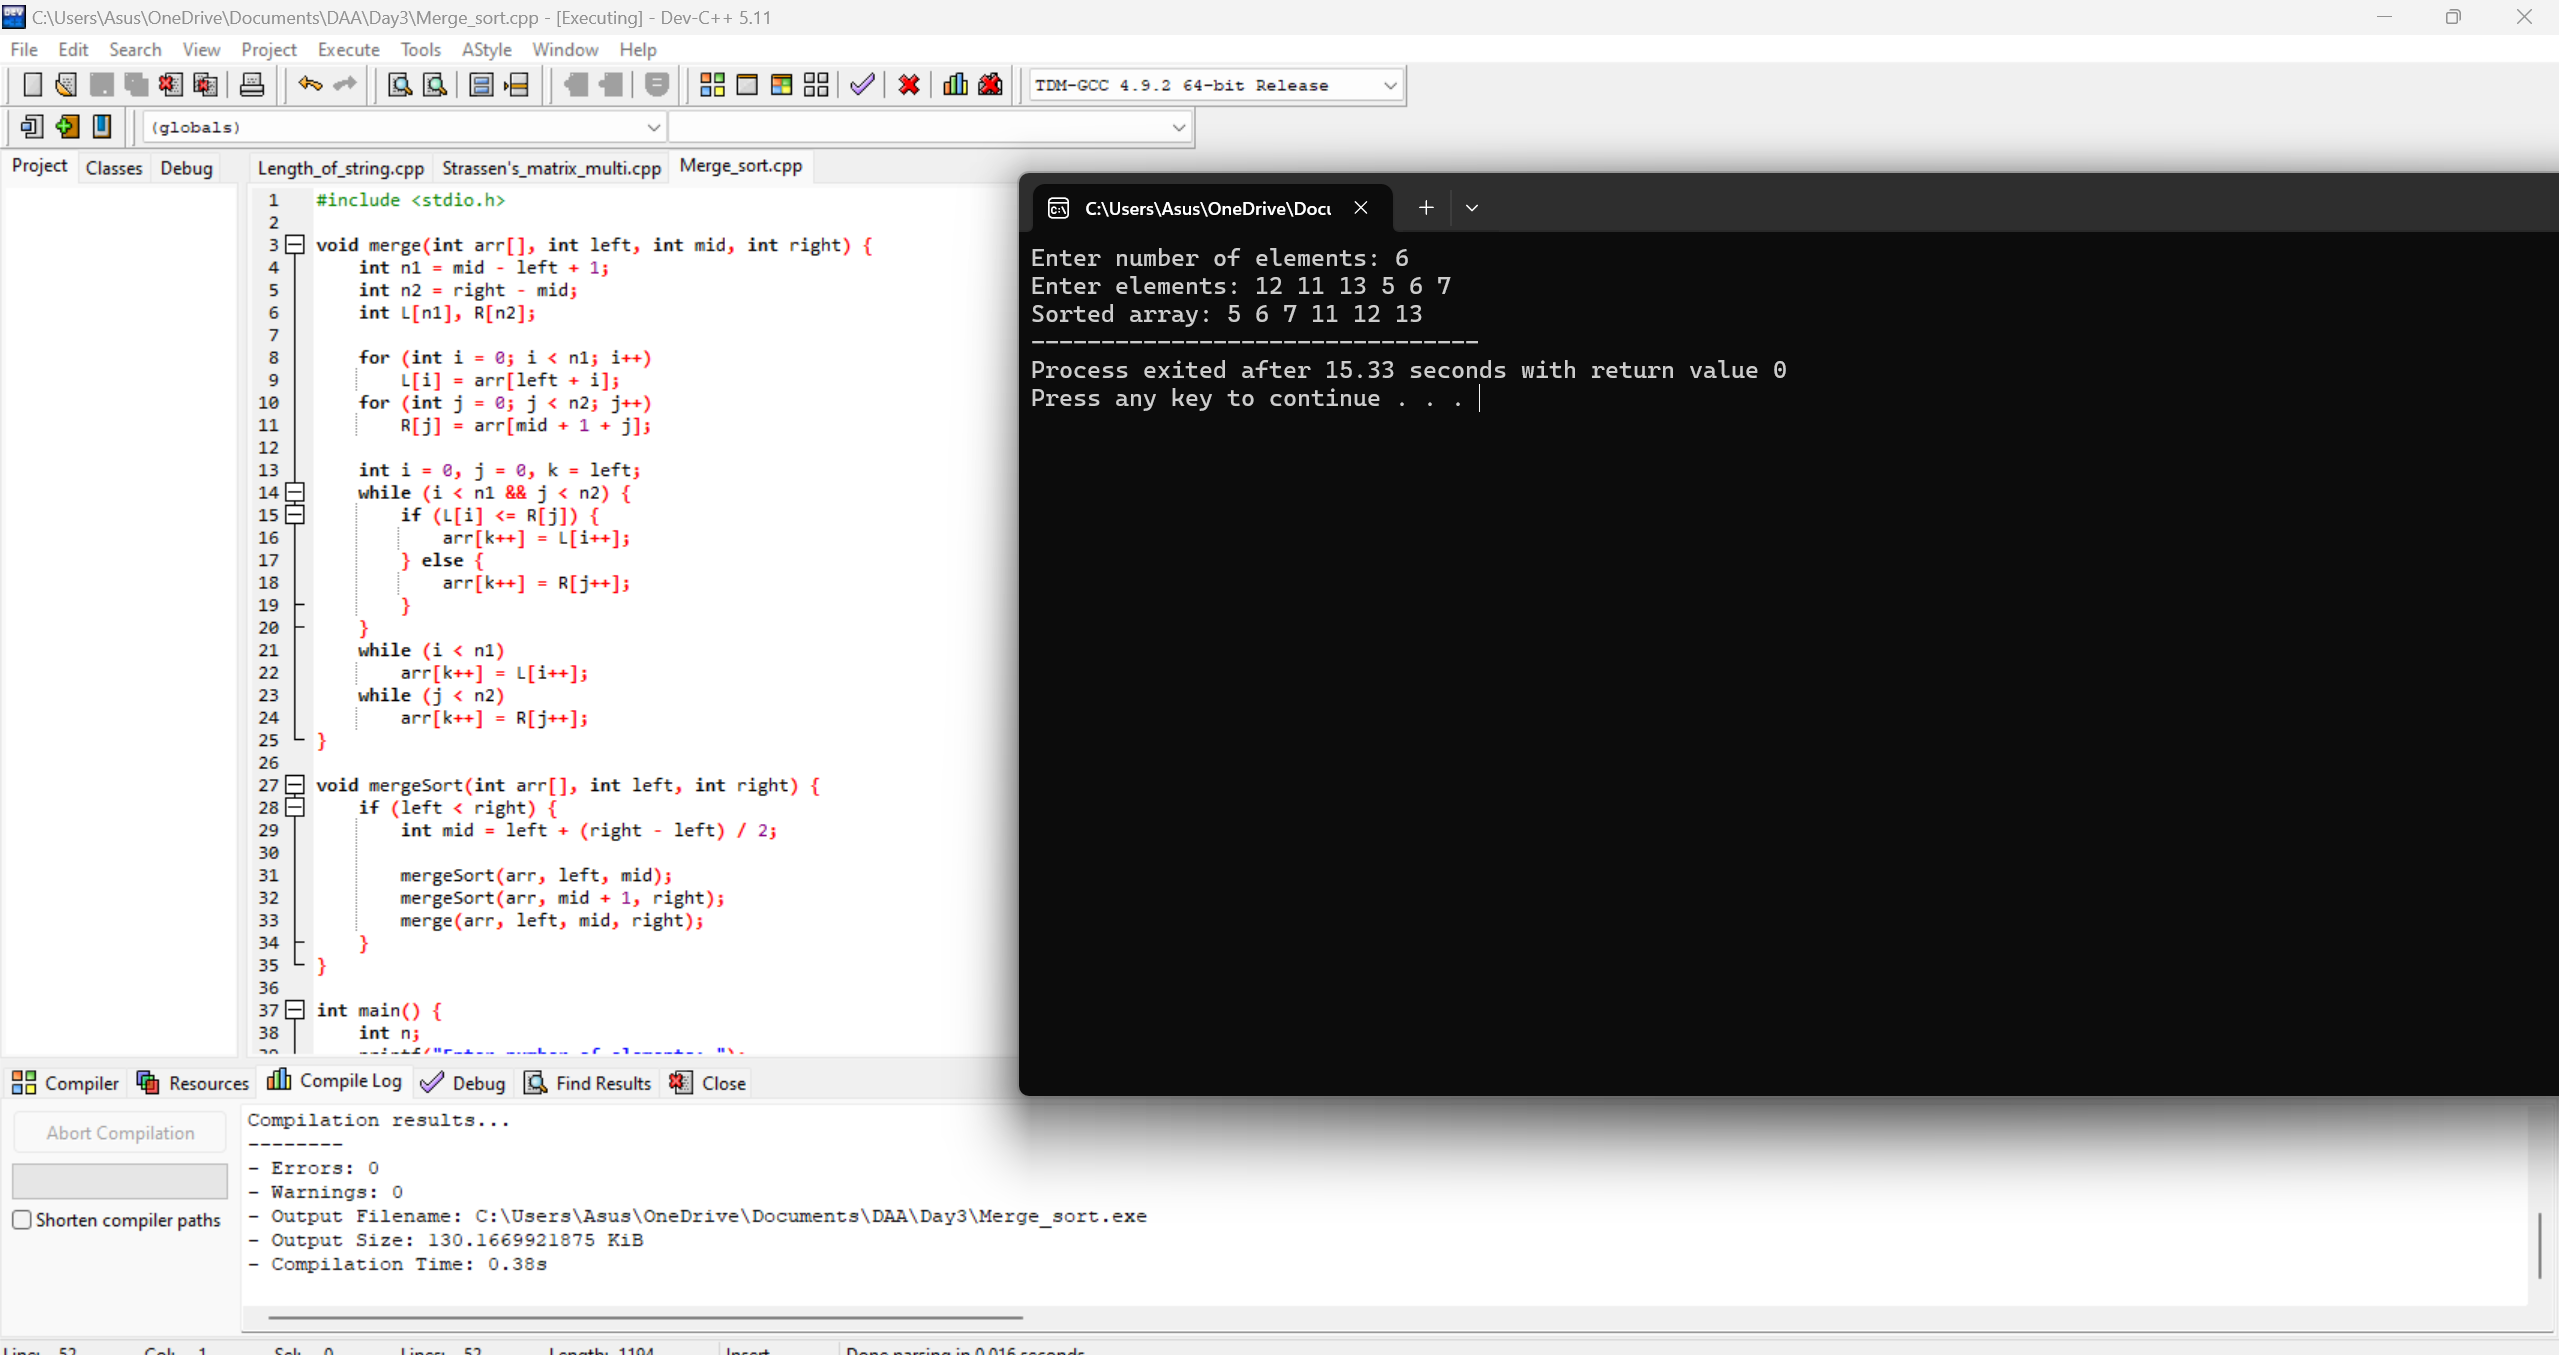 C:\Users\Asus\OneDrive\Documents\DAA\Day3\Merge_sort.cpp - [Executing] - Dev-C++ 5.11
File Edit Search View Project Execute Tools AStyle Window Help
TDM-GCC 4.9.2 64-bit Release
(globals)
Project Classes Debug
Length_of_string.cpp Strassen's_matrix_multi.cpp Merge_sort.cpp
1 #include <stdio.h>
2
3 void merge(int arr[], int left, int mid, int right) {
4     int n1 = mid - left + 1;
5     int n2 = right - mid;
6     int L[n1], R[n2];
7
8     for (int i = 0; i < n1; i++)
9         L[i] = arr[left + i];
10     for (int j = 0; j < n2; j++)
11         R[j] = arr[mid + 1 + j];
12
13     int i = 0, j = 0, k = left;
14     while (i < n1 && j < n2) {
15         if (L[i] <= R[j]) {
16             arr[k++] = L[i++];
17         } else {
18             arr[k++] = R[j++];
19         }
20     }
21     while (i < n1)
22         arr[k++] = L[i++];
23     while (j < n2)
24         arr[k++] = R[j++];
25 }
26
27 void mergeSort(int arr[], int left, int right) {
28     if (left < right) {
29         int mid = left + (right - left) / 2;
30
31         mergeSort(arr, left, mid);
32         mergeSort(arr, mid + 1, right);
33         merge(arr, left, mid, right);
34     }
35 }
36
37 int main() {
38     int n;
39     printf("Enter number of elements: ");
C:\Users\Asus\OneDrive\Docu
Enter number of elements: 6
Enter elements: 12 11 13 5 6 7
Sorted array: 5 6 7 11 12 13
--------------------------------
Process exited after 15.33 seconds with return value 0
Press any key to continue . . .
Compiler Resources Compile Log Debug Find Results Close
Abort Compilation
Shorten compiler paths
Compilation results...
--------
- Errors: 0
- Warnings: 0
- Output Filename: C:\Users\Asus\OneDrive\Documents\DAA\Day3\Merge_sort.exe
- Output Size: 130.1669921875 KiB
- Compilation Time: 0.38s
Line: 52 Col: 1 Sel: 0 Lines: 52 Length: 1194 Insert Done parsing in 0.016 seconds